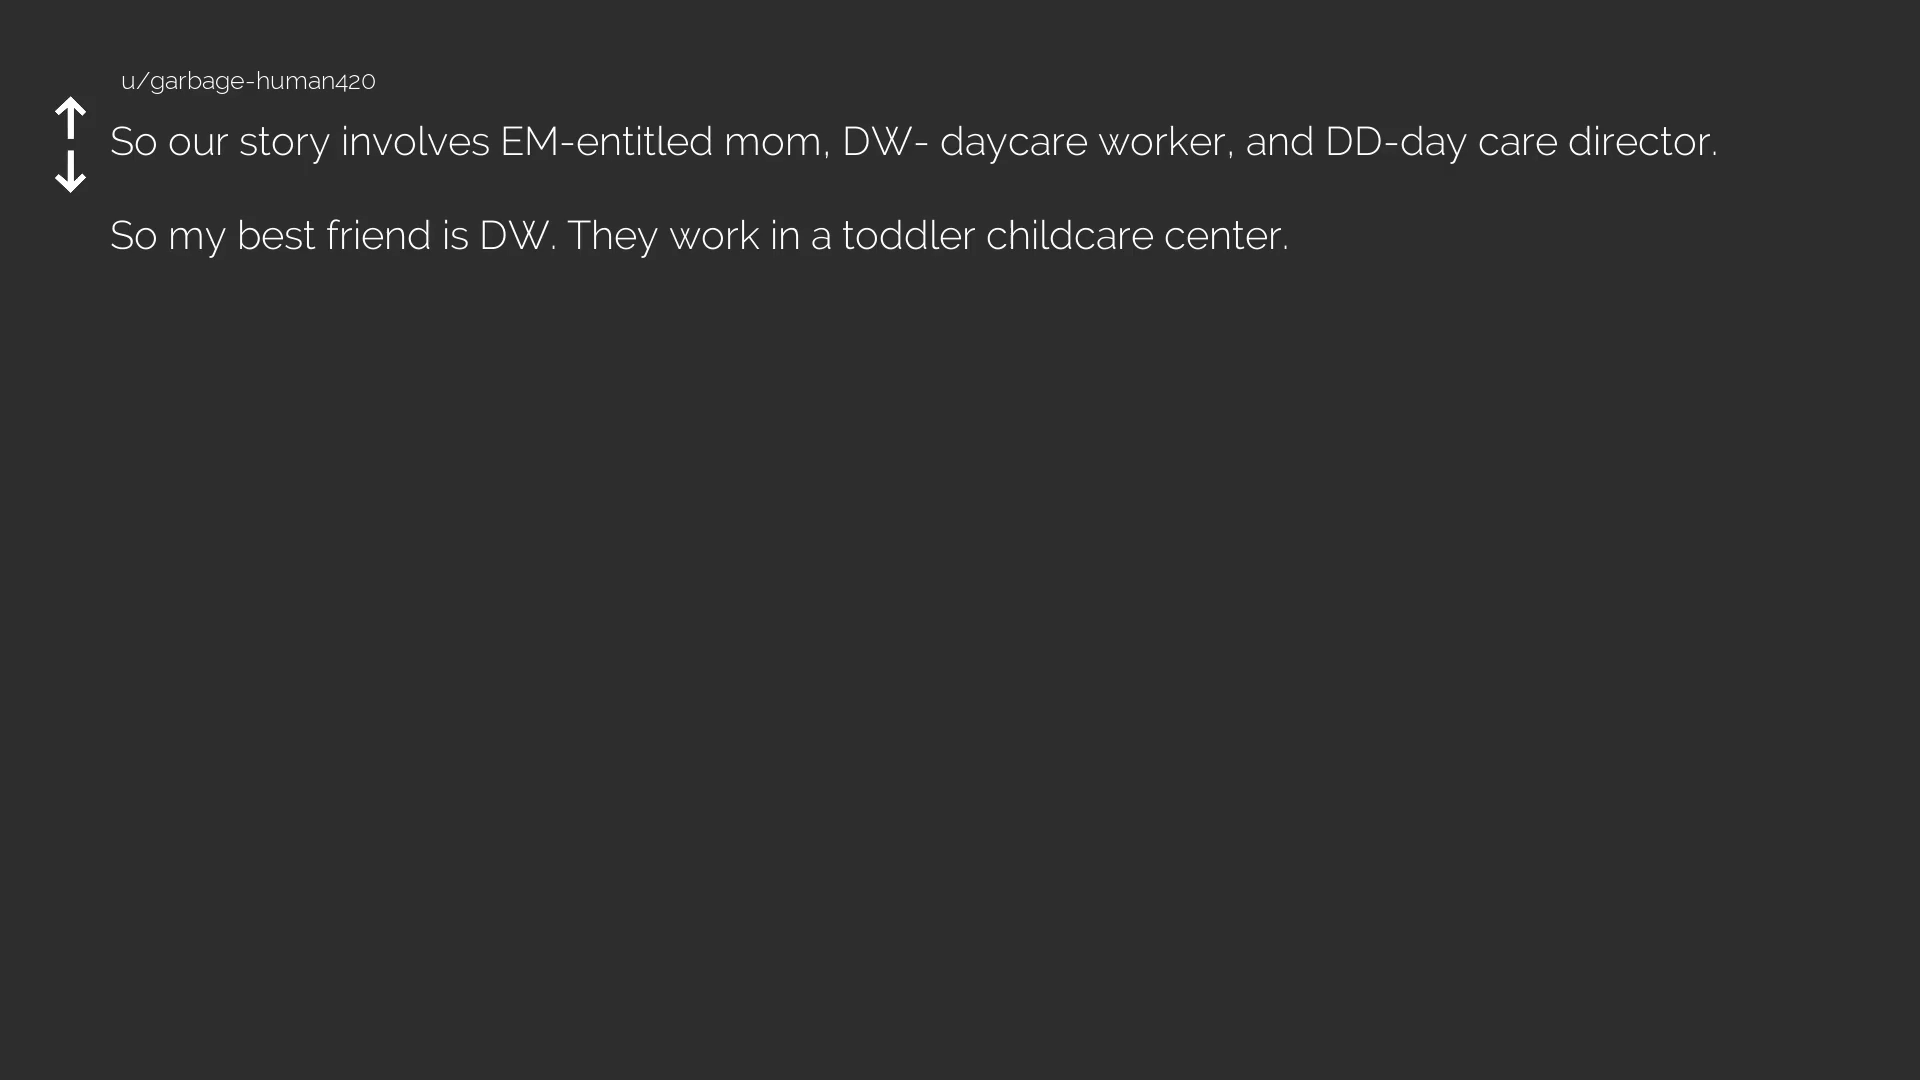 u/garbage-human420
So our story involves EM-entitled mom, DW- daycare worker, and DD-day care director.
So my best friend is DW. They work in a toddler childcare center.